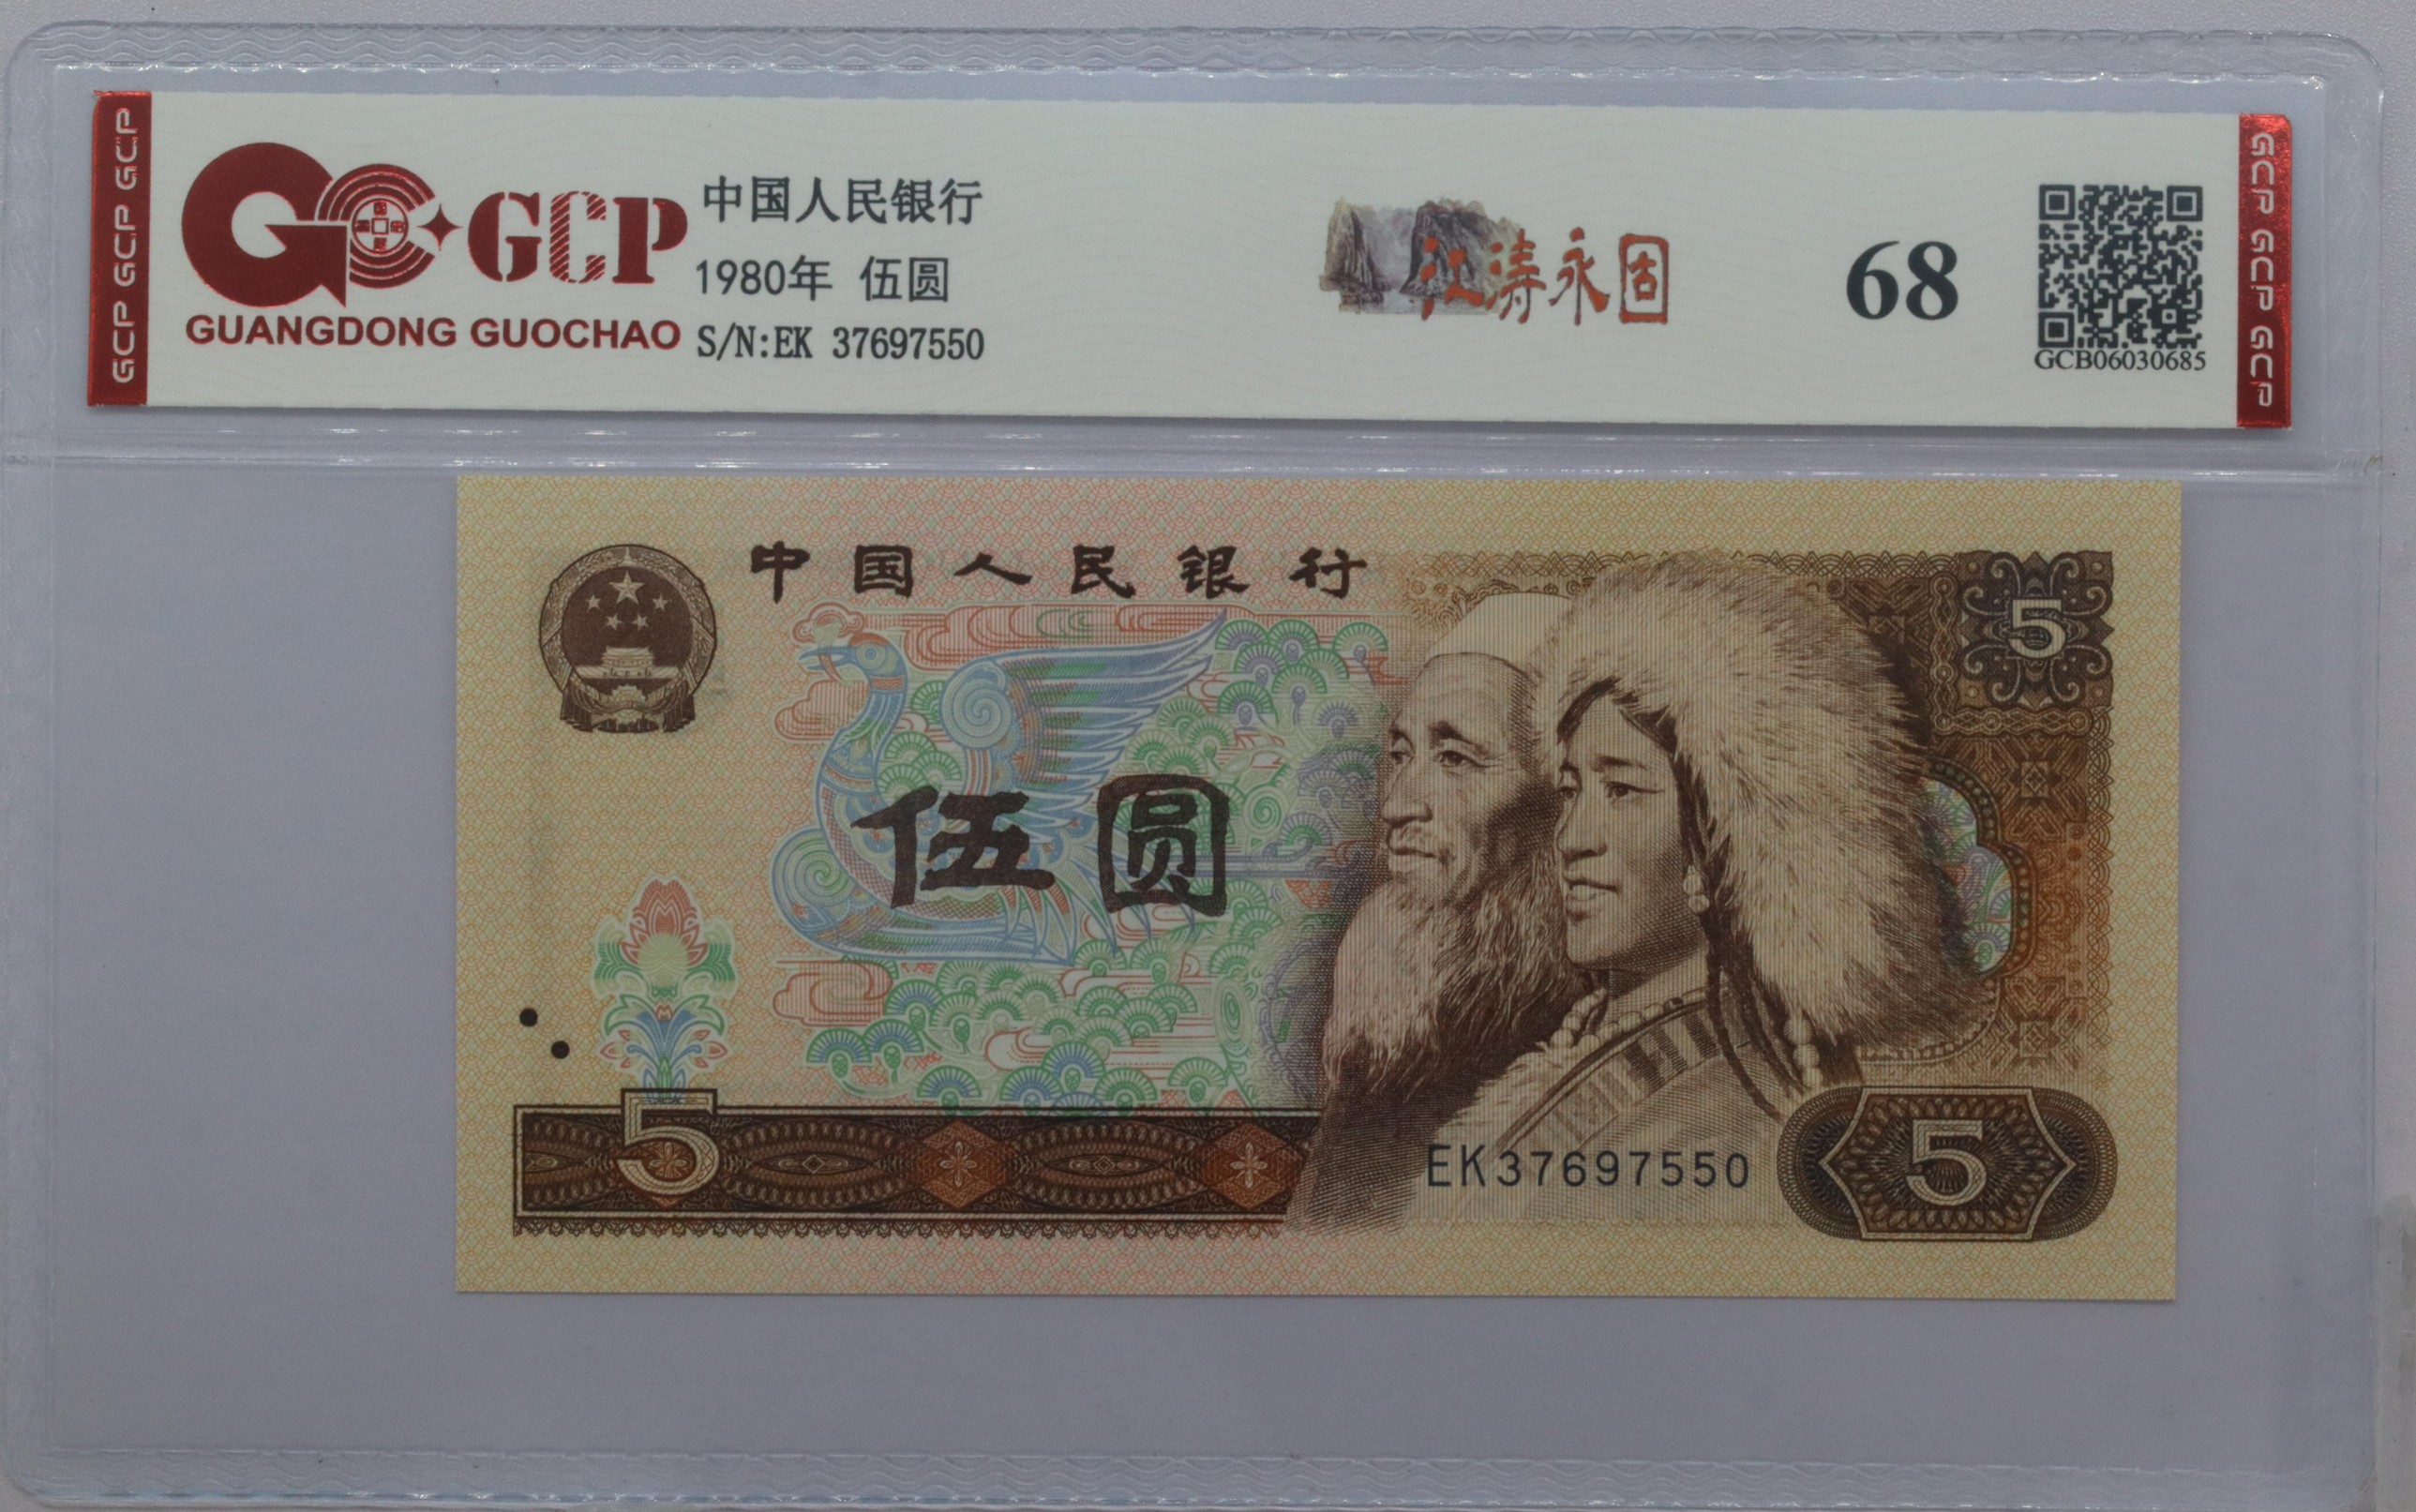 GCP GCP GCP
GCP
GUANGDONG GUOCHAO
中国人民银行
1980年 伍圆
S/N:EK 37697550
江涛永固
68
GCB06030685
GCP GCP GCP
中国人民银行
5
伍圆
5
EK37697550
5